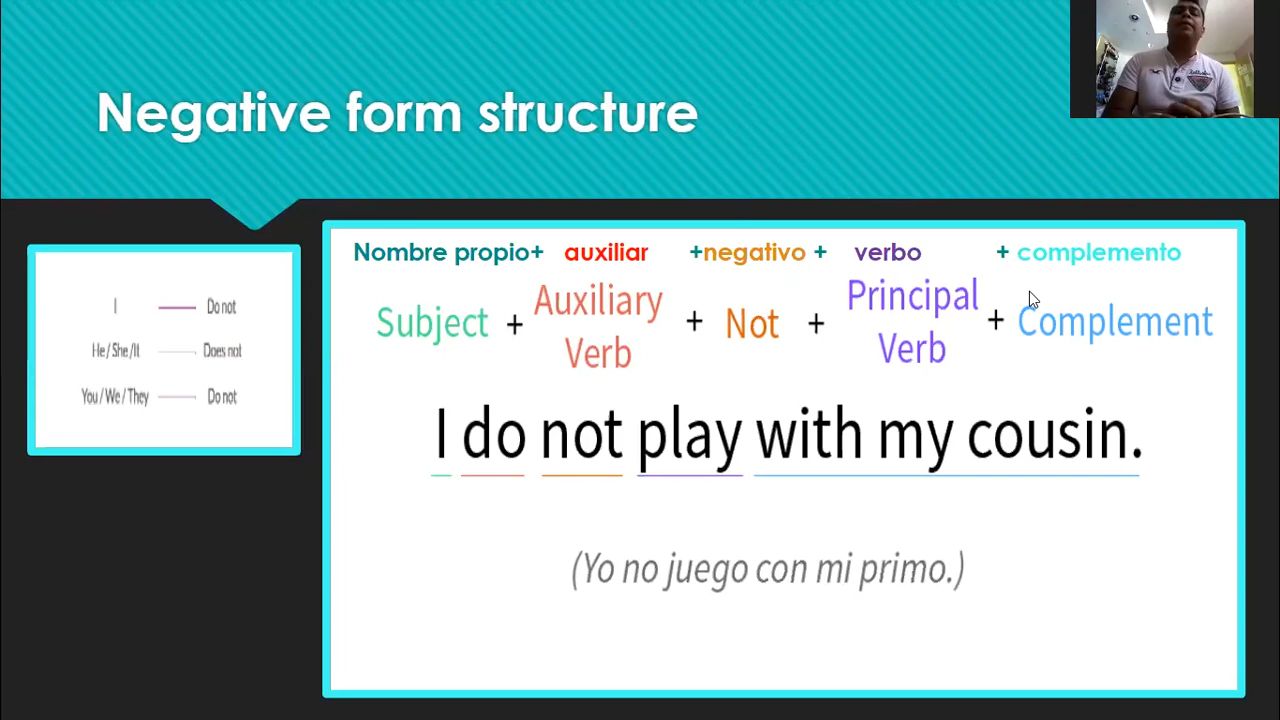 Negative form structure
I Do not
He / She /It Does not
You / We / They Do not
Nombre propio+ auxiliar +negativo + verbo + complemento
Subject + Auxiliary Verb + Not + Principal Verb + Complement
I do not play with my cousin.
(Yo no juego con mi primo.)